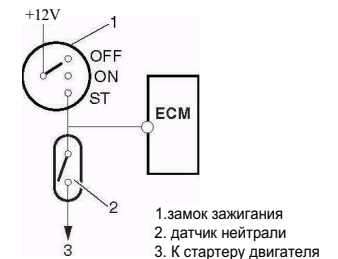 +12V
1
OFF
ON
ST
ECM
2
3
1.замок зажигания
2. датчик нейтрали
3. К стартеру двигателя